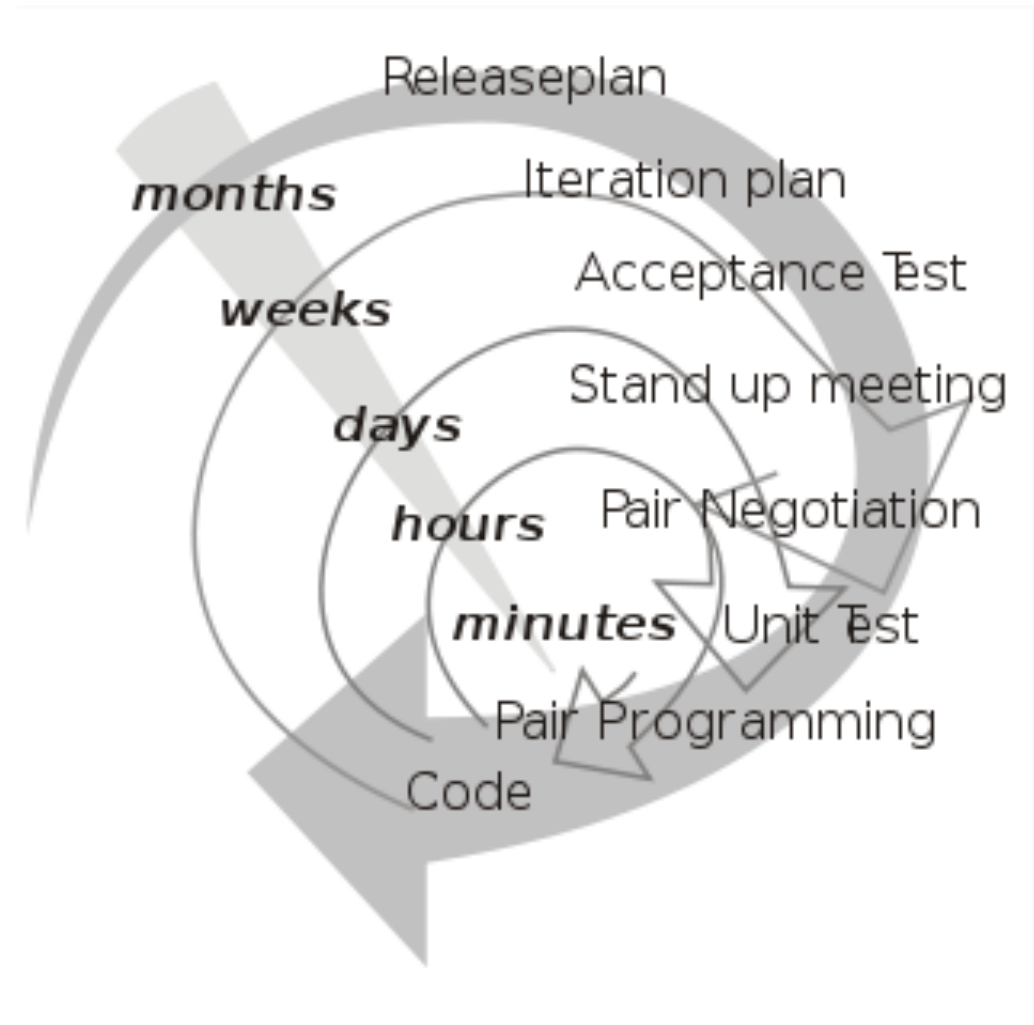 Releaseplan
months
Iteration plan
Acceptance Test
weeks
Stand up meeting
days
Pair Negotiation
hours
Unit Test
minutes
Pair Programming
Code